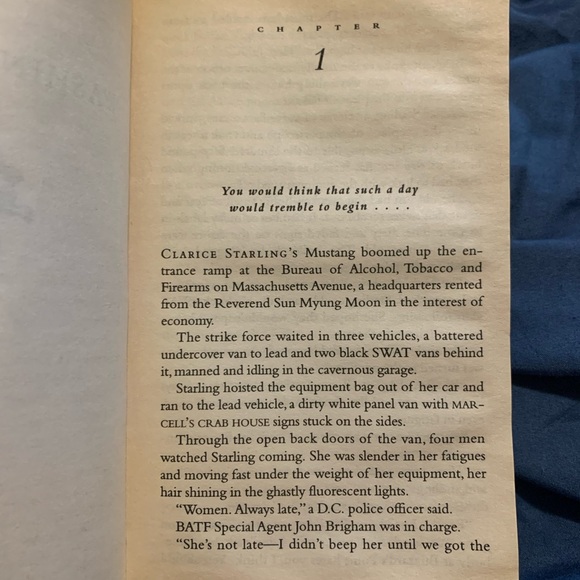 CHAPTER
1
You would think that such a day
would tremble to begin . . . .
CLARICE STARLING'S Mustang boomed up the en-
trance ramp at the Bureau of Alcohol, Tobacco and
Firearms on Massachusetts Avenue, a headquarters rented
from the Reverend Sun Myung Moon in the interest of
economy.
The strike force waited in three vehicles, a battered
undercover van to lead and two black SWAT vans behind
it, manned and idling in the cavernous garage.
Starling hoisted the equipment bag out of her car and
ran to the lead vehicle, a dirty white panel van with MAR-
CELL'S CRAB HOUSE signs stuck on the sides.
Through the open back doors of the van, four men
watched Starling coming. She was slender in her fatigues
and moving fast under the weight of her equipment, her
hair shining in the ghastly fluorescent lights.
"Women. Always late," a D.C. police officer said.
BATF Special Agent John Brigham was in charge.
"She's not late—I didn't beep her until we got the